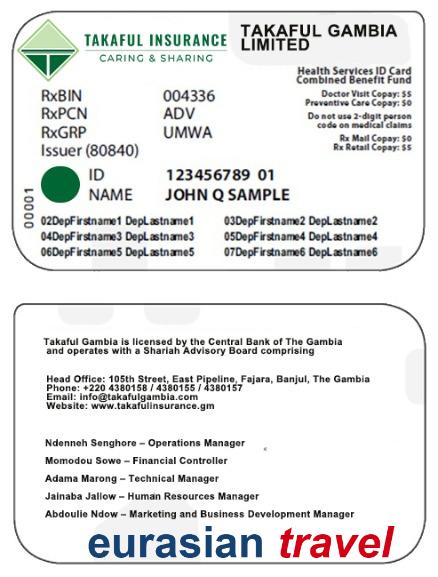 TAKAFUL INSURANCE
CARING & SHARING
TAKAFUL GAMBIA
LIMITED
Health Services ID Card
Combined Benefit Fund
RxBIN 004336
Doctor Visit Copay: $5
Preventive Care Copay: $0
RxPCN ADV
Do not use 2-digit person
code on medical claims
RxGRP UMWA
Issuer (80840)
Rx Mail Copay: $0
Rx Retail Copay: $5
ID 123456789 01
NAME JOHN Q SAMPLE
00001
02DepFirstname1 DepLastname1 03DepFirstname2 DepLastname2
04DepFirstname3 DepLastname3 05DepFirstname4 DepLastname4
06DepFirstname5 DepLastname5 07DepFirstname6 DepLastname6
Takaful Gambia is licensed by the Central Bank of The Gambia
and operates with a Shariah Advisory Board comprising
Head Office: 105th Street, East Pipeline, Fajara, Banjul, The Gambia
Phone: +220 4380158 / 4380155 / 4380157
Email: info@takafulgambia.com
Website: www.takafulinsurance.gm
Ndenneh Senghore – Operations Manager
Momodou Sowe – Financial Controller
Adama Marong – Technical Manager
Jainaba Jallow – Human Resources Manager
Abdoulie Ndow – Marketing and Business Development Manager
eurasian travel